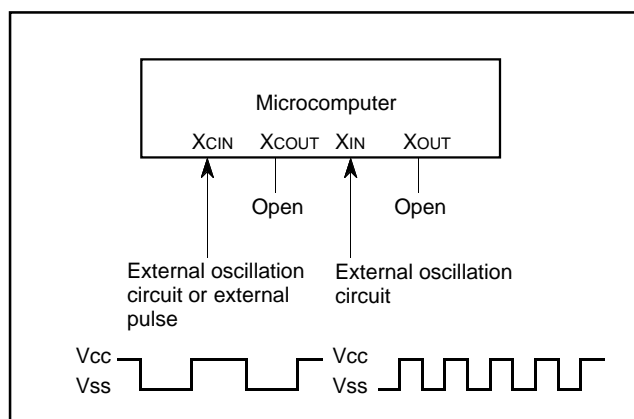 Microcomputer
XCIN XCOUT XIN XOUT
Open Open
External oscillation
circuit or external
pulse
External oscillation
circuit
Vcc Vcc
Vss Vss